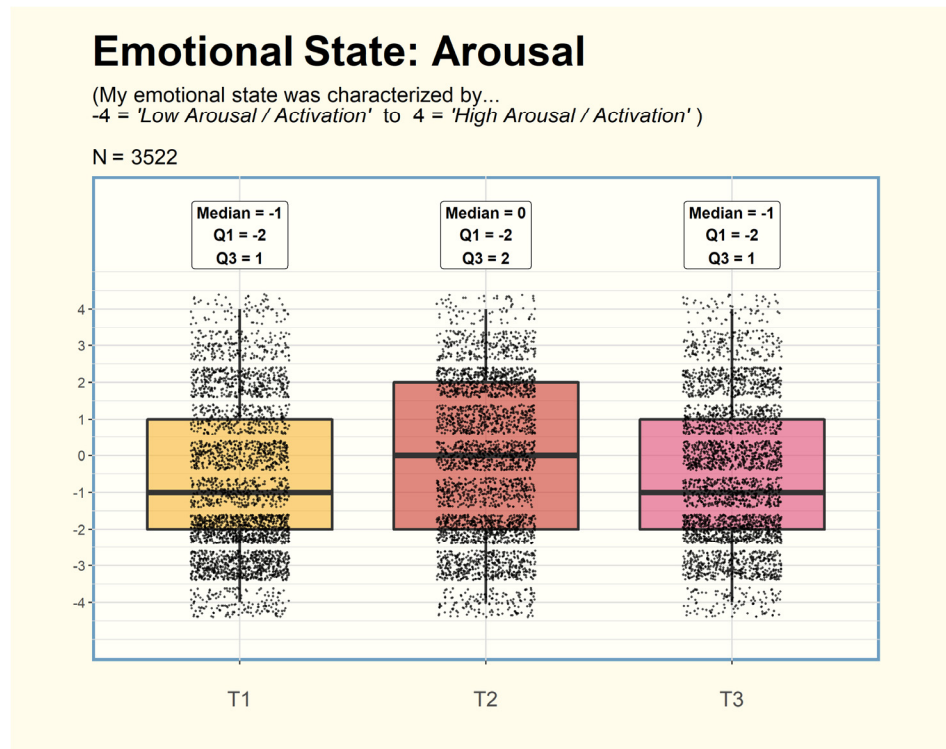 Emotional State: Arousal
(My emotional state was characterized by...
-4 = 'Low Arousal / Activation'  to  4 = 'High Arousal / Activation' )
N = 3522
Median = -1
Q1 = -2
Q3 = 1
Median = 0
Q1 = -2
Q3 = 2
Median = -1
Q1 = -2
Q3 = 1
4
3
2
1
0
-1
-2
-3
-4
T1
T2
T3